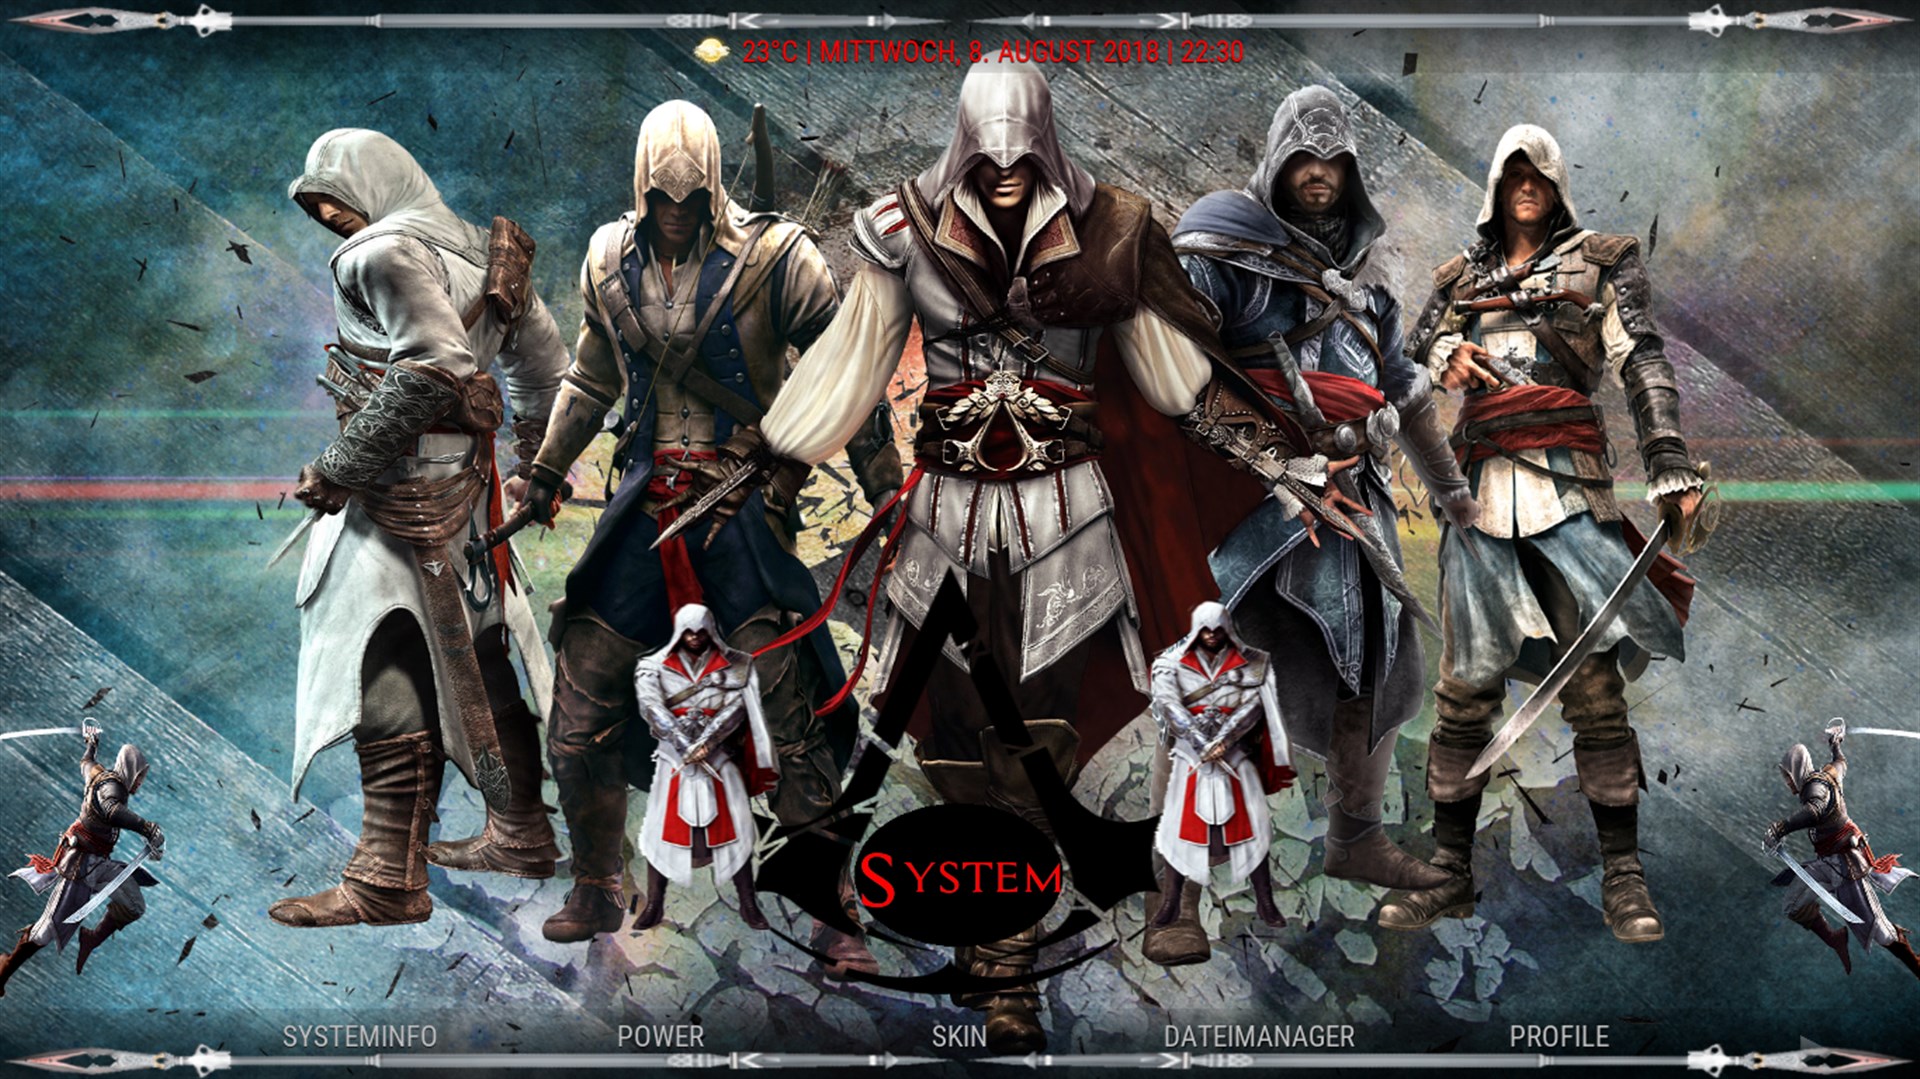 23°C | MITTWOCH, 8. AUGUST 2018 | 22:30
SYSTEM
SYSTEMINFO POWER SKIN DATEIMANAGER PROFILE